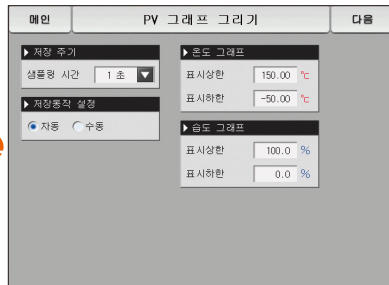 메인
PV 그래프 그리기
다음
▶ 저장 주기
샘플링 시간 1 초 ▼
▶ 저장동작 설정
자동 수동
▶ 온도 그래프
표시상한 150.00 ℃
표시하한 -50.00 ℃
▶ 습도 그래프
표시상한 100.0 %
표시하한 0.0 %
e